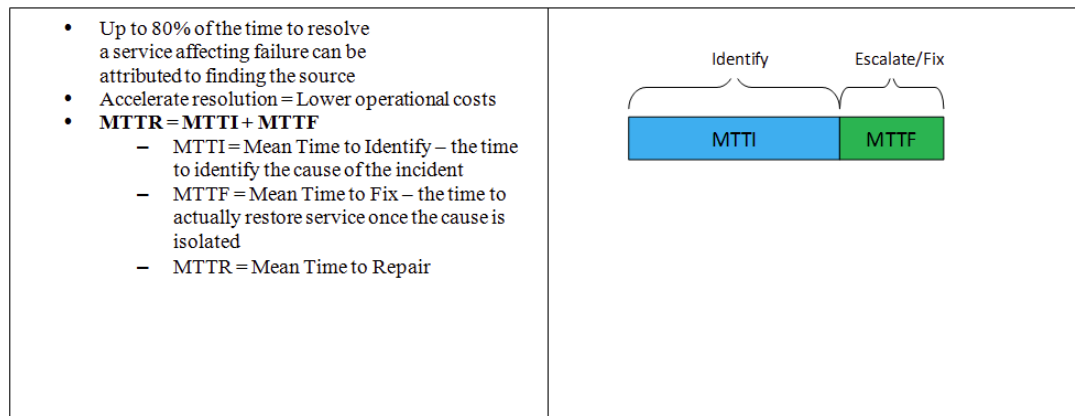 • Up to 80% of the time to resolve
a service affecting failure can be
attributed to finding the source
• Accelerate resolution = Lower operational costs
• MTTR = MTTI + MTTF
– MTTI = Mean Time to Identify – the time
to identify the cause of the incident
– MTTF = Mean Time to Fix – the time to
actually restore service once the cause is
isolated
– MTTR = Mean Time to Repair
Identify Escalate/Fix
MTTI MTTF